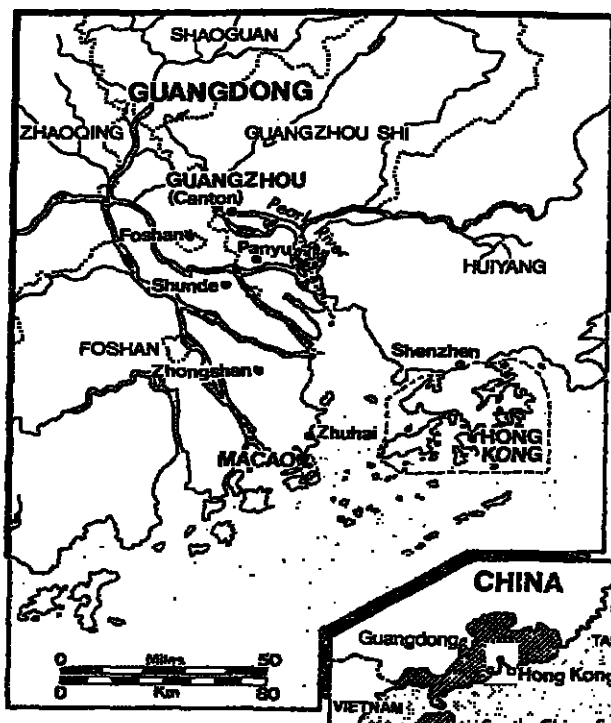 SHAOGUAN
GUANGDONG
ZHAOQING
GUANGZHOU SHI
GUANGZHOU
(Canton)
Pearl River
Foshan
Panyu
HUIYANG
Shunde
FOSHAN
Shenzhen
Zhongshan
Zhuhai
HONG
KONG
MACAO
CHINA
Guangdong
TA
Hong Kong
VIETNAM
0 Miles 50
0 Km 80